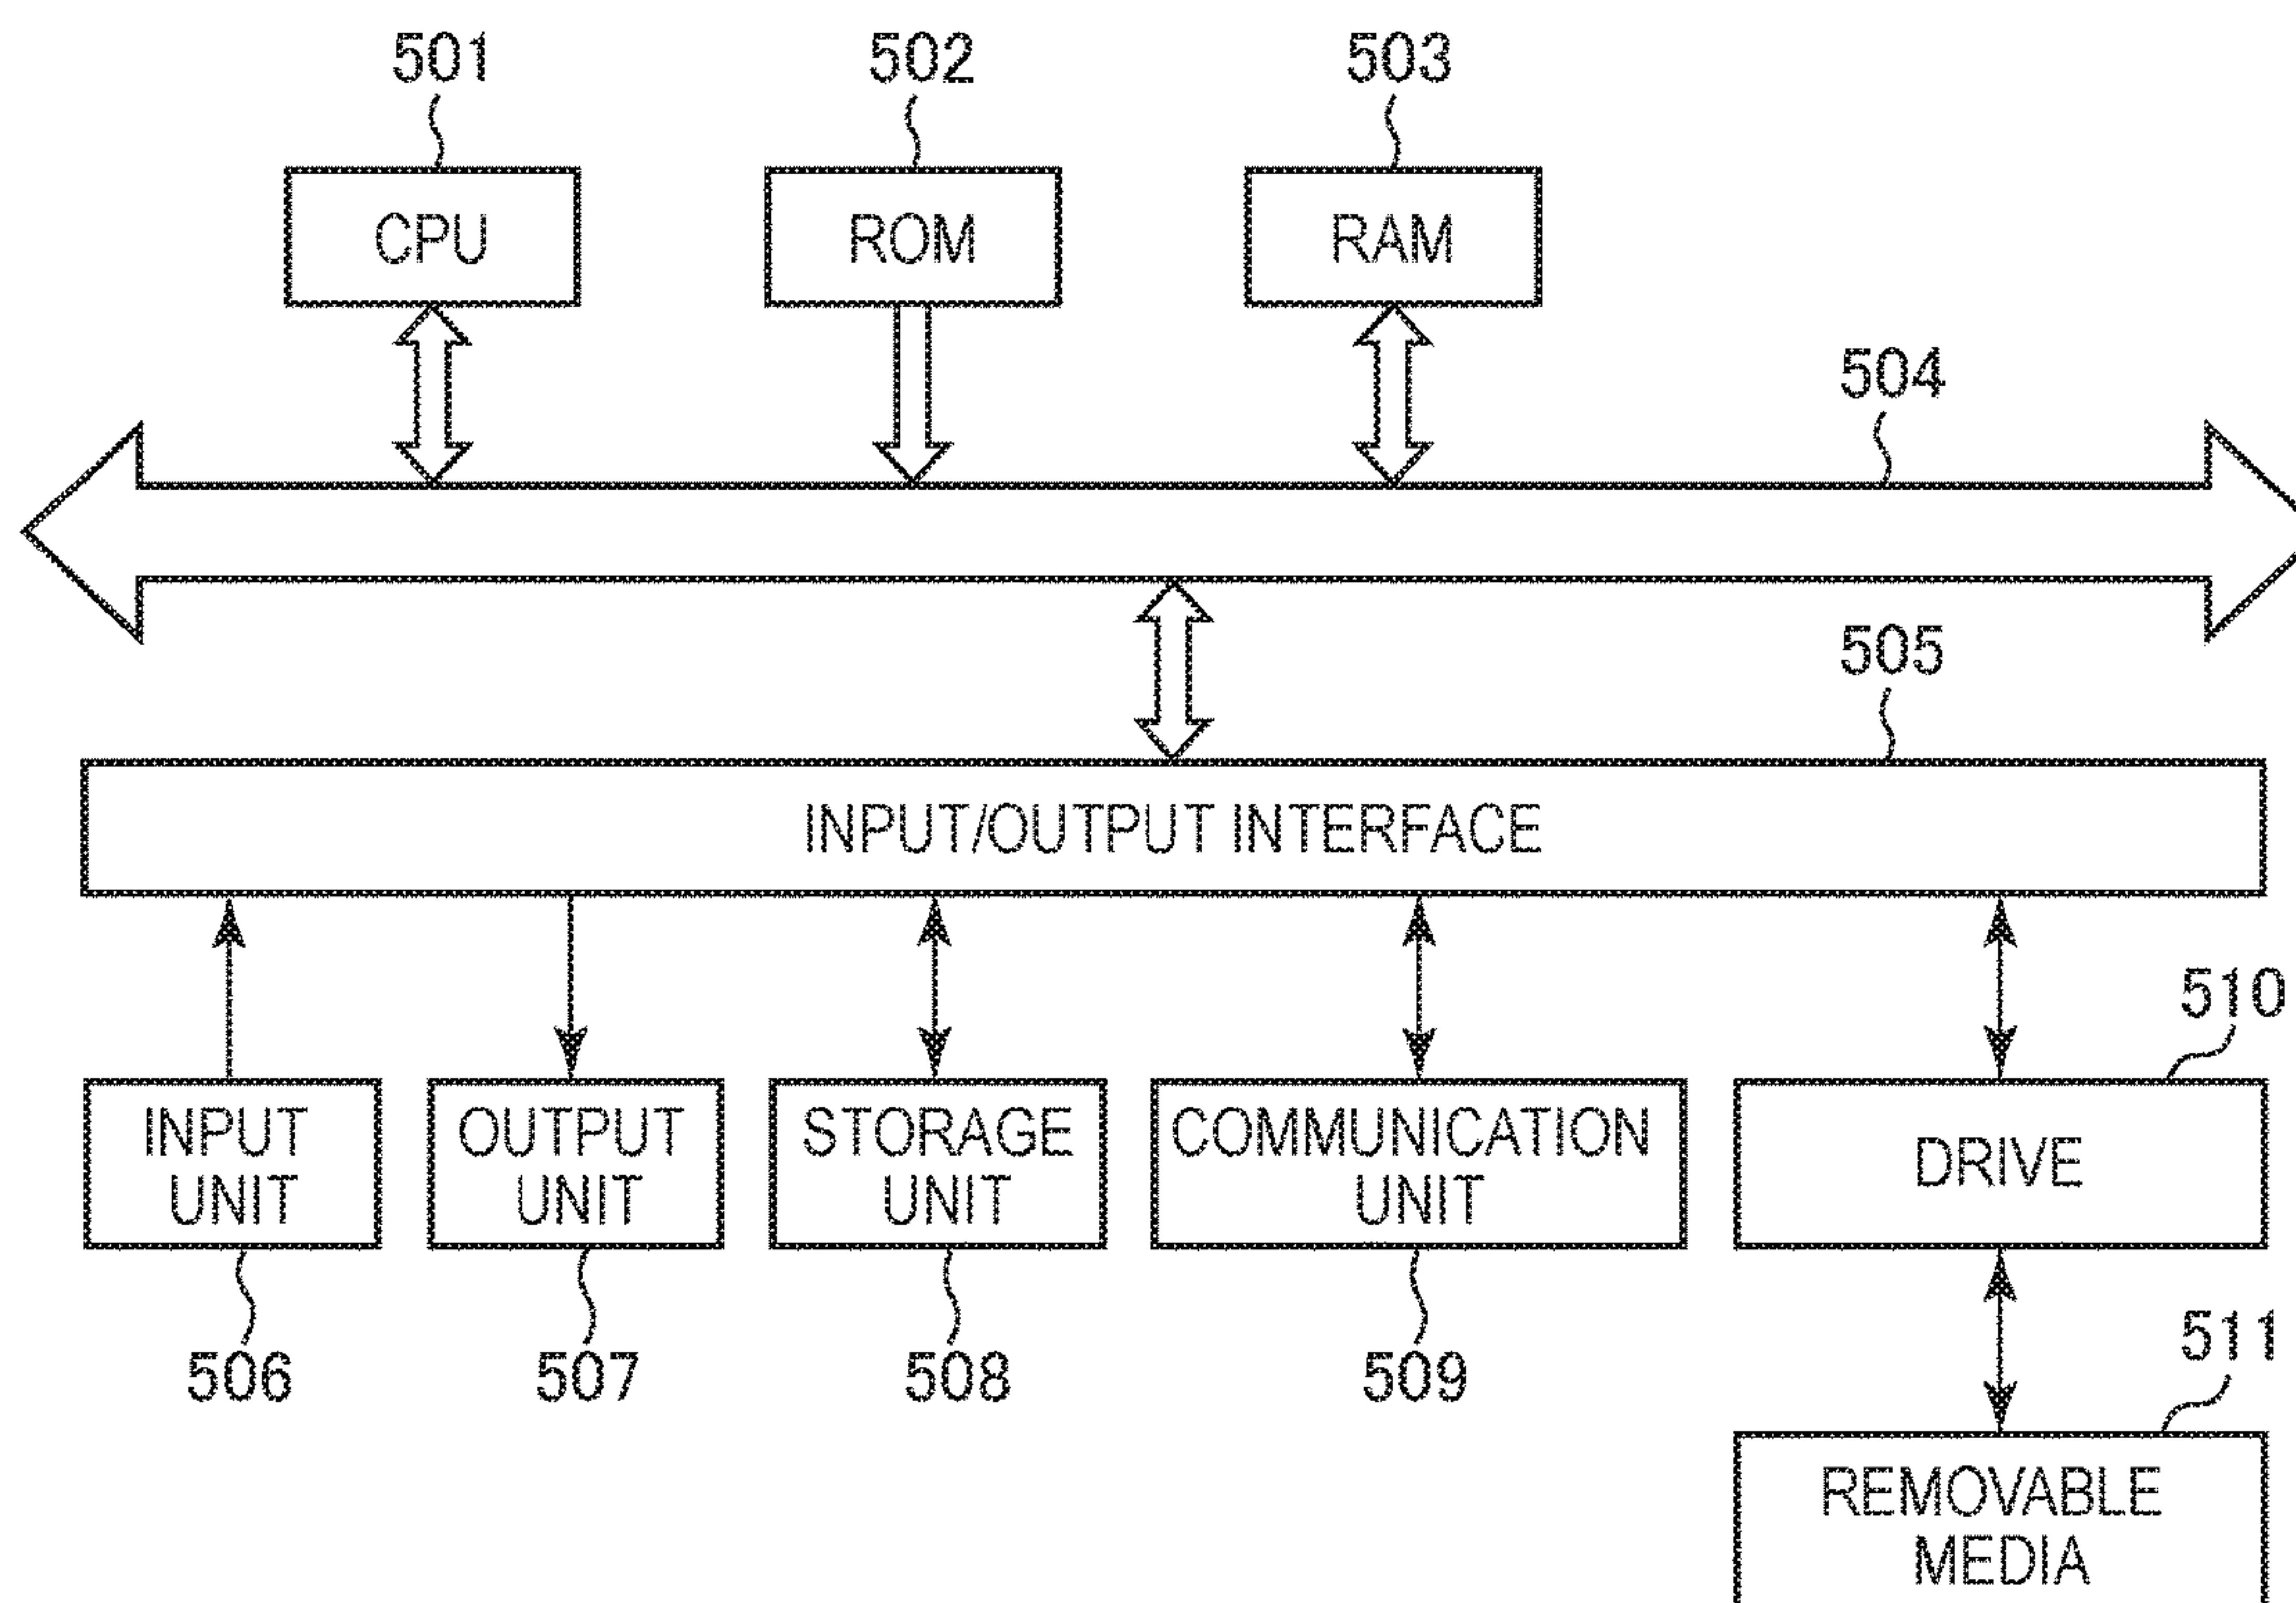 501
502
503
CPU
ROM
RAM
504
505
INPUT/OUTPUT INTERFACE
510
INPUT
UNIT
OUTPUT
UNIT
STORAGE
UNIT
COMMUNICATION
UNIT
DRIVE
506
507
508
509
511
REMOVABLE
MEDIA